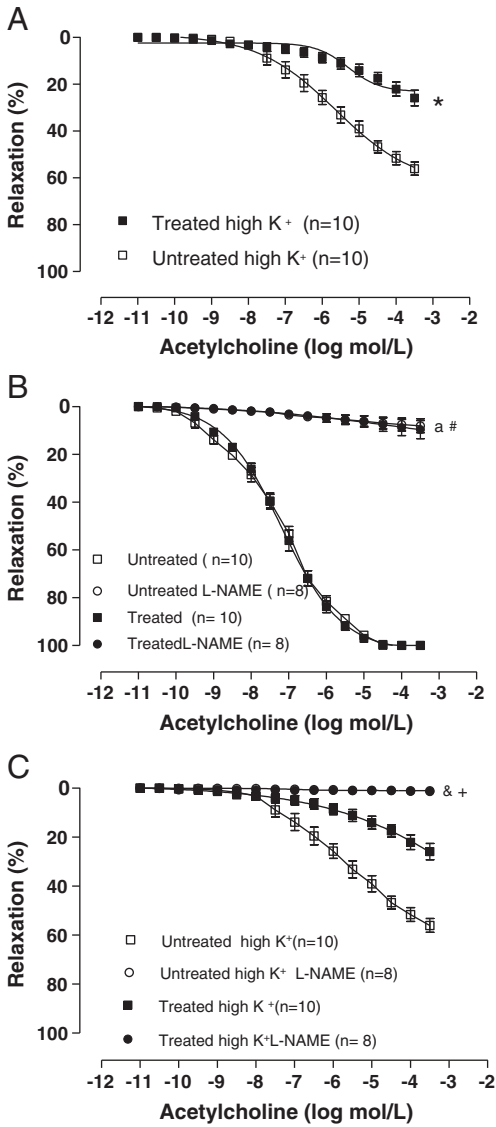 A
0
20
40
60
80
100
Relaxation (%)
*
Treated high K+ (n=10)
Untreated high K+ (n=10)
-12 -11 -10 -9 -8 -7 -6 -5 -4 -3 -2
Acetylcholine (log mol/L)
B
0
20
40
60
80
100
Relaxation (%)
a #
Untreated ( n=10)
Untreated L-NAME ( n=8)
Treated (n= 10)
TreatedL-NAME (n= 8)
-12 -11 -10 -9 -8 -7 -6 -5 -4 -3 -2
Acetylcholine (log mol/L)
C
0
20
40
60
80
100
Relaxation (%)
& +
Untreated high K+(n=10)
Untreated high K+ L-NAME (n=8)
Treated high K+(n=10)
Treated high K+L-NAME (n= 8)
-12 -11 -10 -9 -8 -7 -6 -5 -4 -3 -2
Acetylcholine (log mol/L)